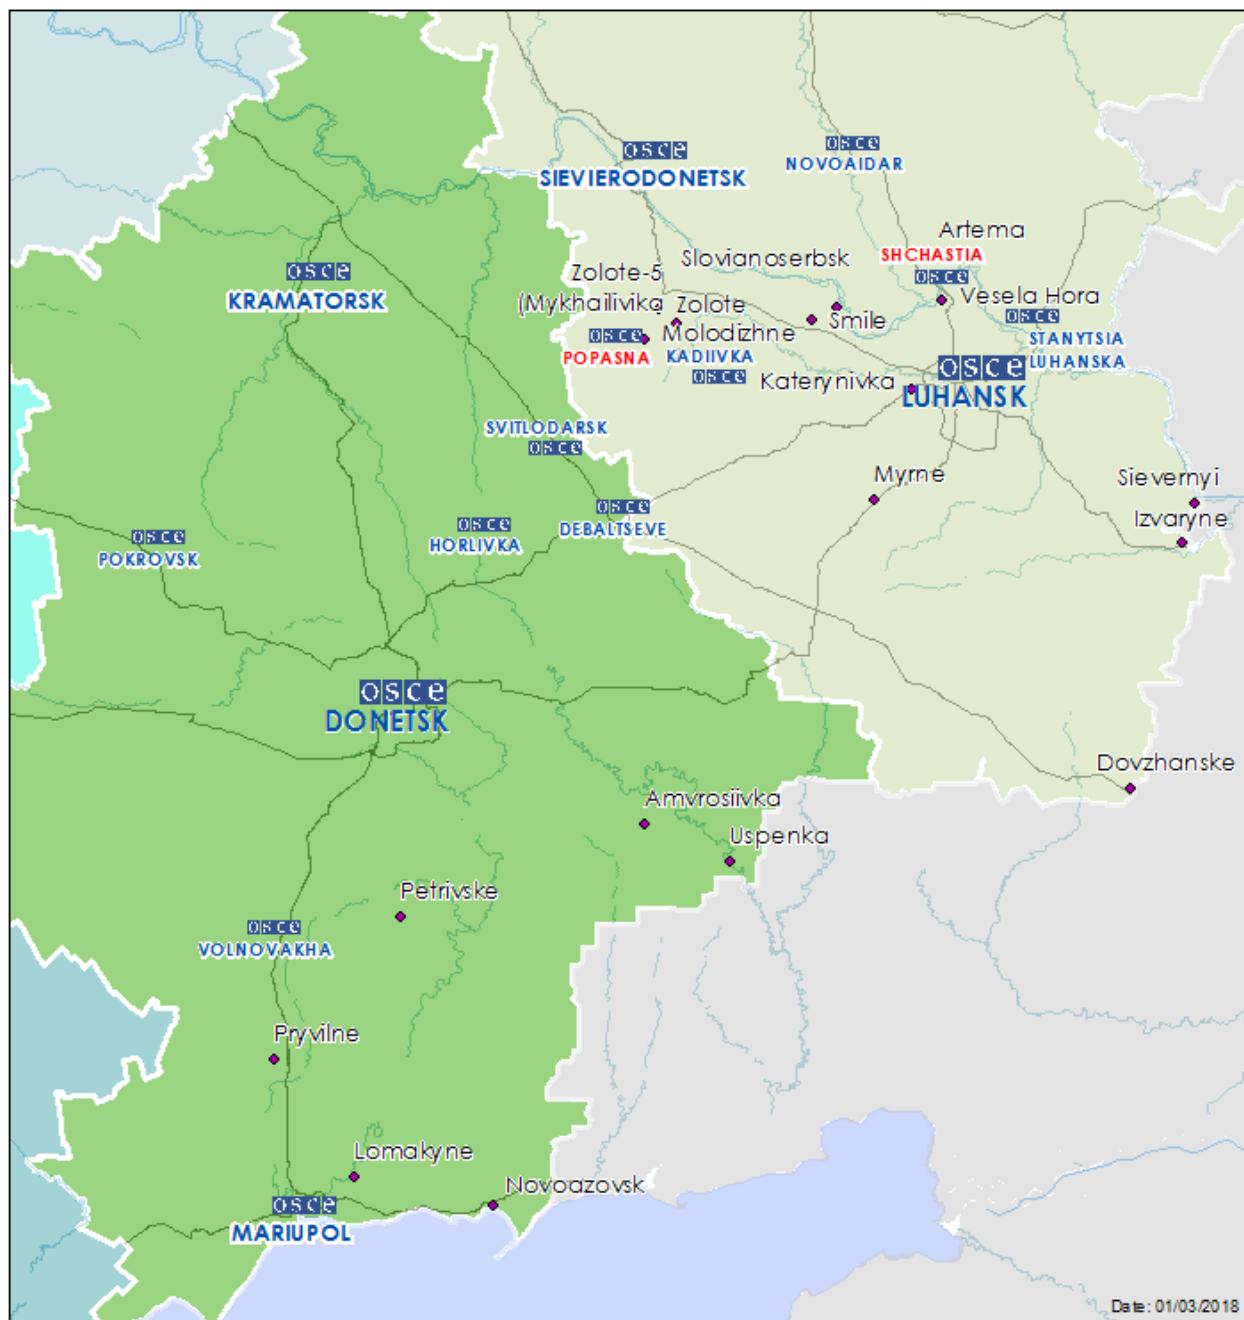 osce
SIEVIERODONETSK
osce
NOVOAIDAR
Artema
SHCHASTIA
osce
Slovianoserbsk
Zolote-5
(Mykhailivika)
osce
KRAMATORSK
Zolote
Vesela Hora
Smile
osce
STANYTSIA
LUHANSKA
osce
POPASNA
Molodizhne
KADIIVKA
osce
Katerynivka
osce
LUHANSK
SVITLODARSK
osce
Myrne
Sievernyi
Izvaryne
osce
DEBALTSEVE
osce
HORLIVKA
osce
POKROVSK
osce
DONETSK
Dovzhanske
Amvrosiivka
Uspenka
Petrivske
osce
VOLNOVAKHA
Pryvilne
Lomakyne
Novoazovsk
osce
MARIUPOL
Date: 01/03/2018